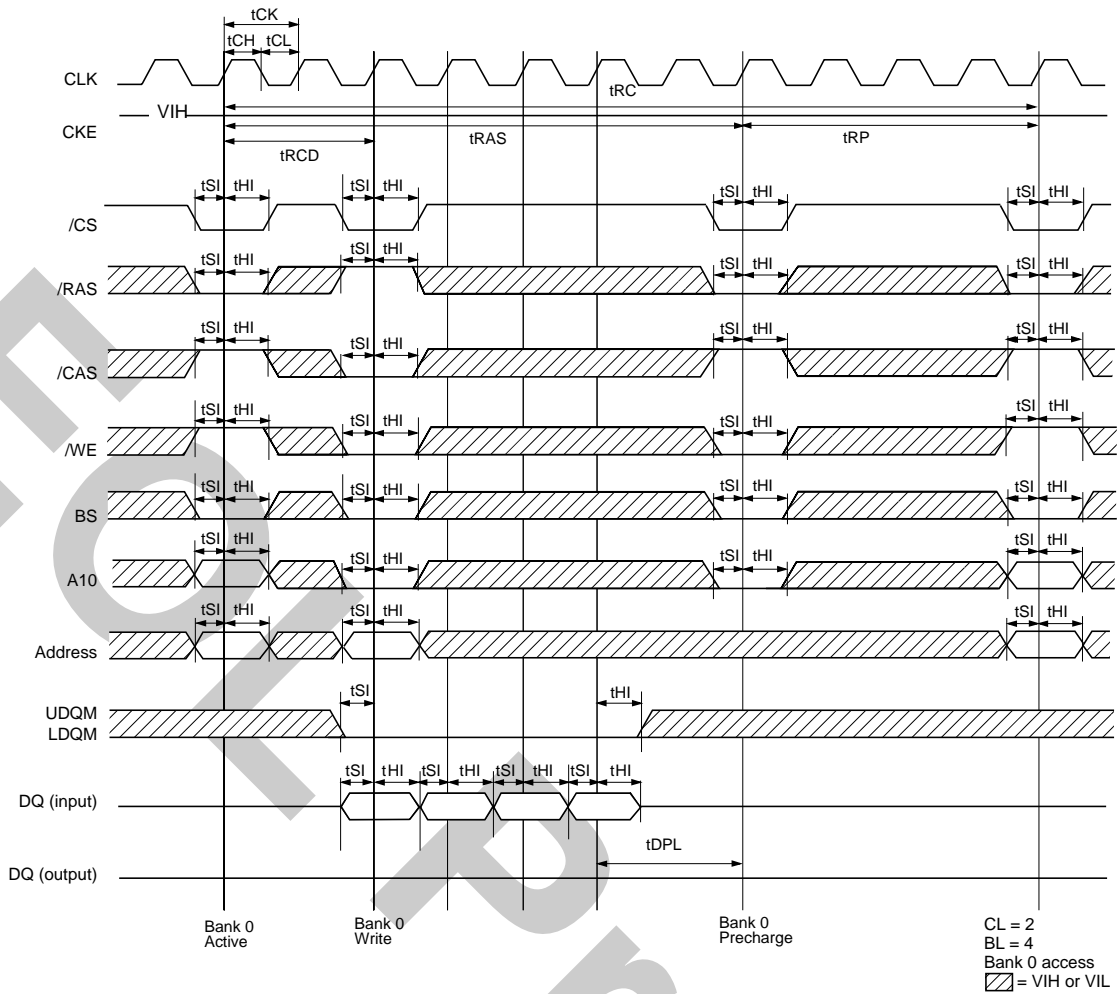 tCK
tCH tCL
CLK
tRC
VIH
CKE
tRAS tRP
tRCD
tSI tHI tSI tHI tSI tHI tSI tHI
/CS
tSI tHI
tSI tHI tSI tHI tSI tHI
/RAS
tSI tHI tSI tHI tSI tHI
tSI tHI
/CAS
tSI tHI tSI tHI
tSI tHI tSI tHI
/WE
tSI tHI tSI tHI tSI tHI tSI tHI
BS
tSI tHI tSI tHI tSI tHI tSI tHI
A10
tSI tHI tSI tHI tSI tHI
Address
tSI tHI
UDQM
LDQM
tSI tHI tSI tHI tSI tHI tSI tHI
DQ (input)
tDPL
DQ (output)
Bank 0
Active
Bank 0
Write
Bank 0
Precharge
CL = 2
BL = 4
Bank 0 access
= VIH or VIL
EOL Pr